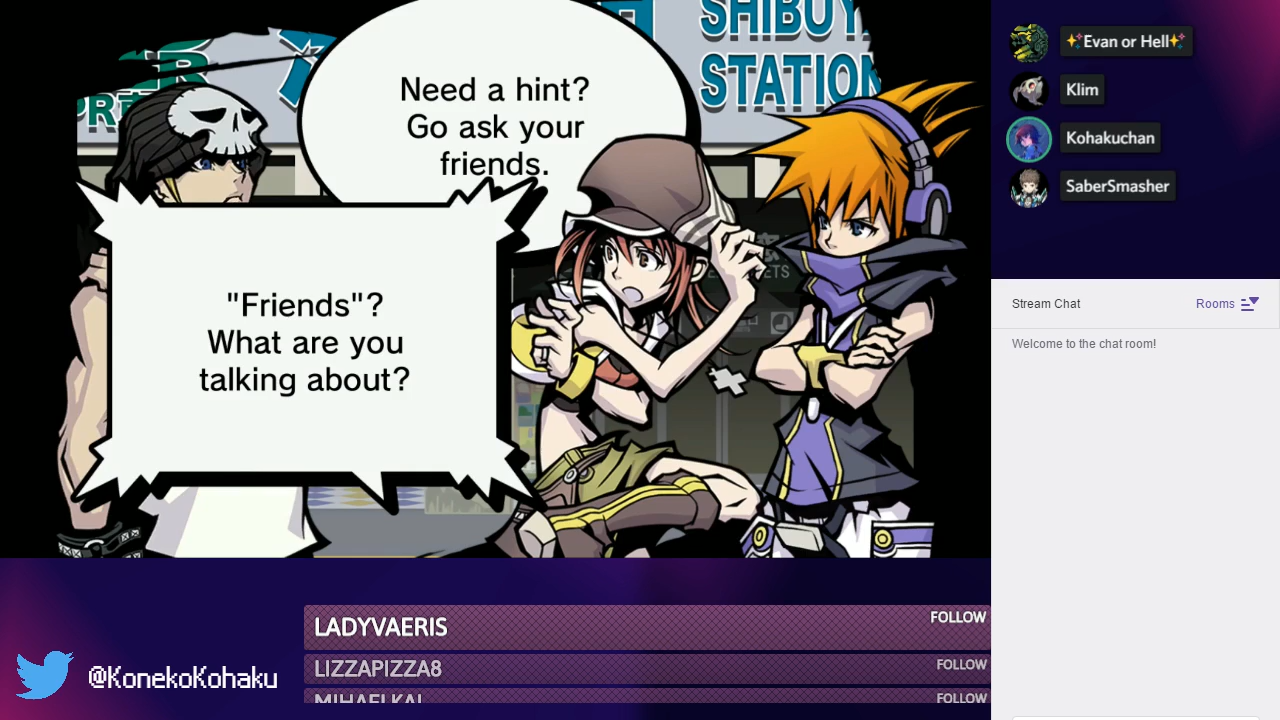 SHIBUY
STATION
Need a hint?
Go ask your
friends.
"Friends"?
What are you
talking about?
✨Evan or Hell✨
Klim
Kohakuchan
SaberSmasher
Stream Chat
Rooms
Welcome to the chat room!
LADYVAERIS
FOLLOW
LIZZAPIZZA8
FOLLOW
MIHAELKAL
FOLLOW
@KonekoKohaku